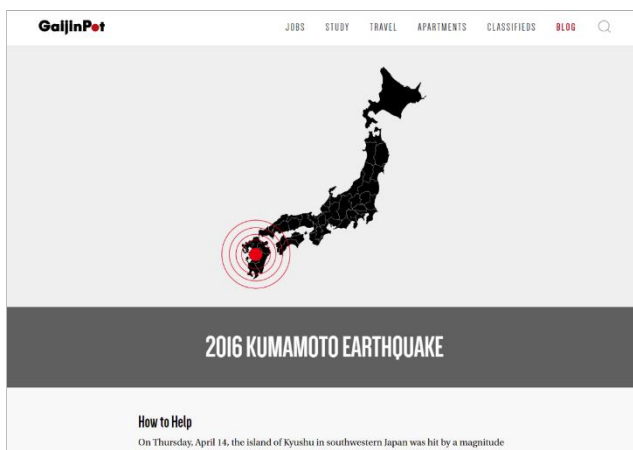 GaijinPot
JOBS STUDY TRAVEL APARTMENTS CLASSIFIEDS BLOG
2016 KUMAMOTO EARTHQUAKE
How to Help
On Thursday, April 14, the island of Kyushu in southwestern Japan was hit by a magnitude